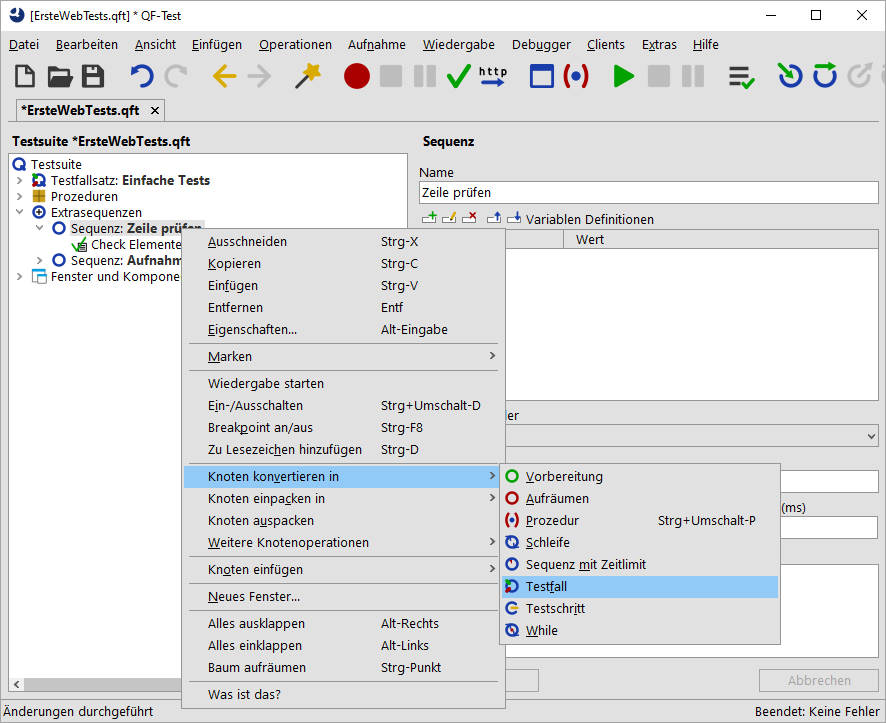 [ErsteWebTests.qft] * QF-Test
Datei Bearbeiten Ansicht Einfügen Operationen Aufnahme Wiedergabe Debugger Clients Extras Hilfe
http
*ErsteWebTests.qft
Testsuite *ErsteWebTests.qft
Testsuite
Testfallsatz: Einfache Tests
Prozeduren
Extrasequenzen
Sequenz: Zeile prüfen
Check Elemente
Sequenz: Aufnahm
Fenster und Kompone
Sequenz
Name
Zeile prüfen
Variablen Definitionen
Wert
ler
(ms)
Ausschneiden Strg-X
Kopieren Strg-C
Einfügen Strg-V
Entfernen Entf
Eigenschaften... Alt-Eingabe
Marken
Wiedergabe starten
Ein-/Ausschalten Strg+Umschalt-D
Breakpoint an/aus Strg-F8
Zu Lesezeichen hinzufügen Strg-D
Knoten konvertieren in
Knoten einpacken in
Knoten auspacken
Weitere Knotenoperationen
Knoten einfügen
Neues Fenster...
Alles ausklappen Alt-Rechts
Alles einklappen Alt-Links
Baum aufräumen Strg-Punkt
Was ist das?
Vorbereitung
Aufräumen
Prozedur Strg+Umschalt-P
Schleife
Sequenz mit Zeitlimit
Testfall
Testschritt
While
Abbrechen
Änderungen durchgeführt
Beendet: Keine Fehler